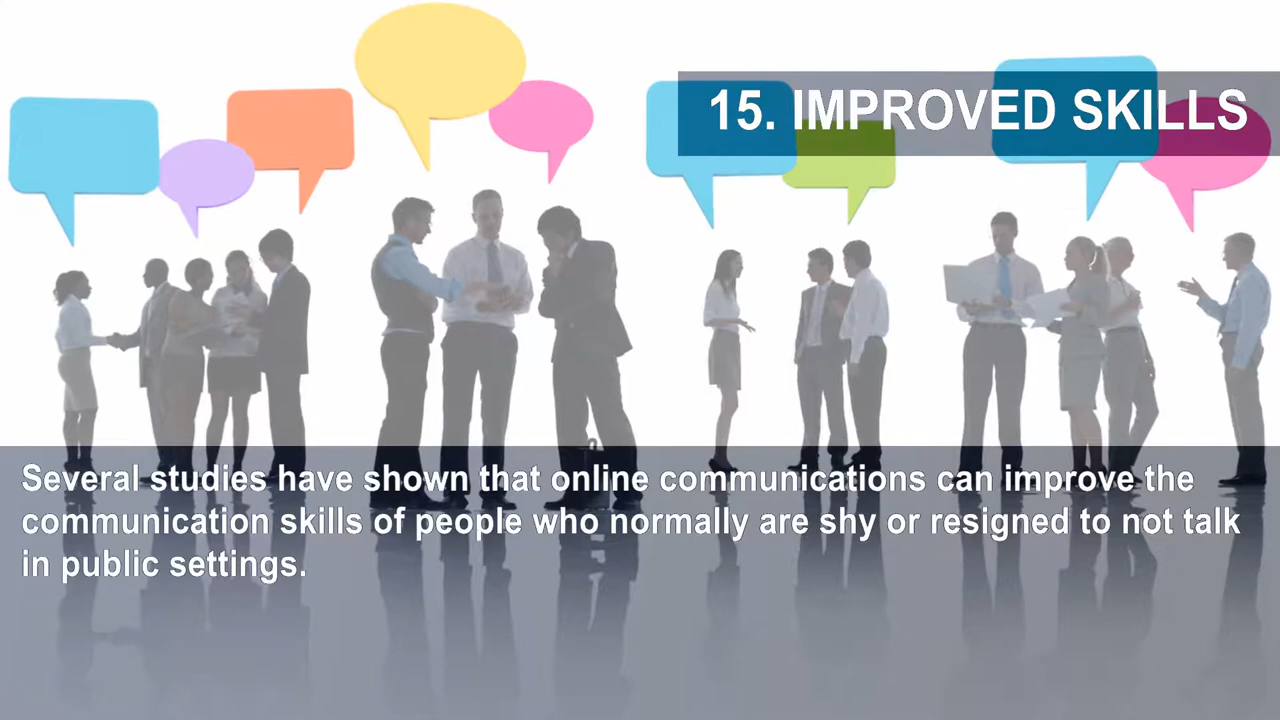 15. IMPROVED SKILLS
Several studies have shown that online communications can improve the
communication skills of people who normally are shy or resigned to not talk
in public settings.